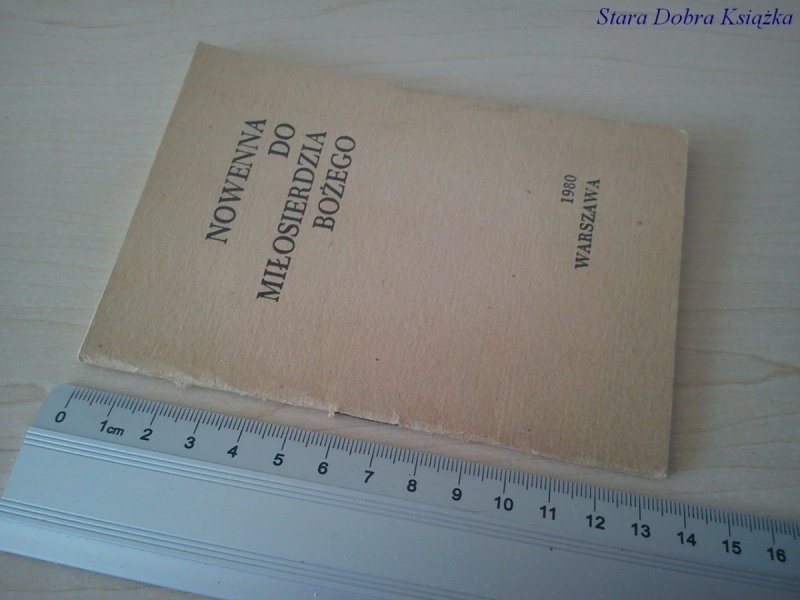 Stara Dobra Książka
NOWENNA
DO
MIŁOSIERDZIA
BOŻEGO
1980
WARSZAWA
0 1cm 2 3 4 5 6 7 8 9 10 11 12 13 14 15 16